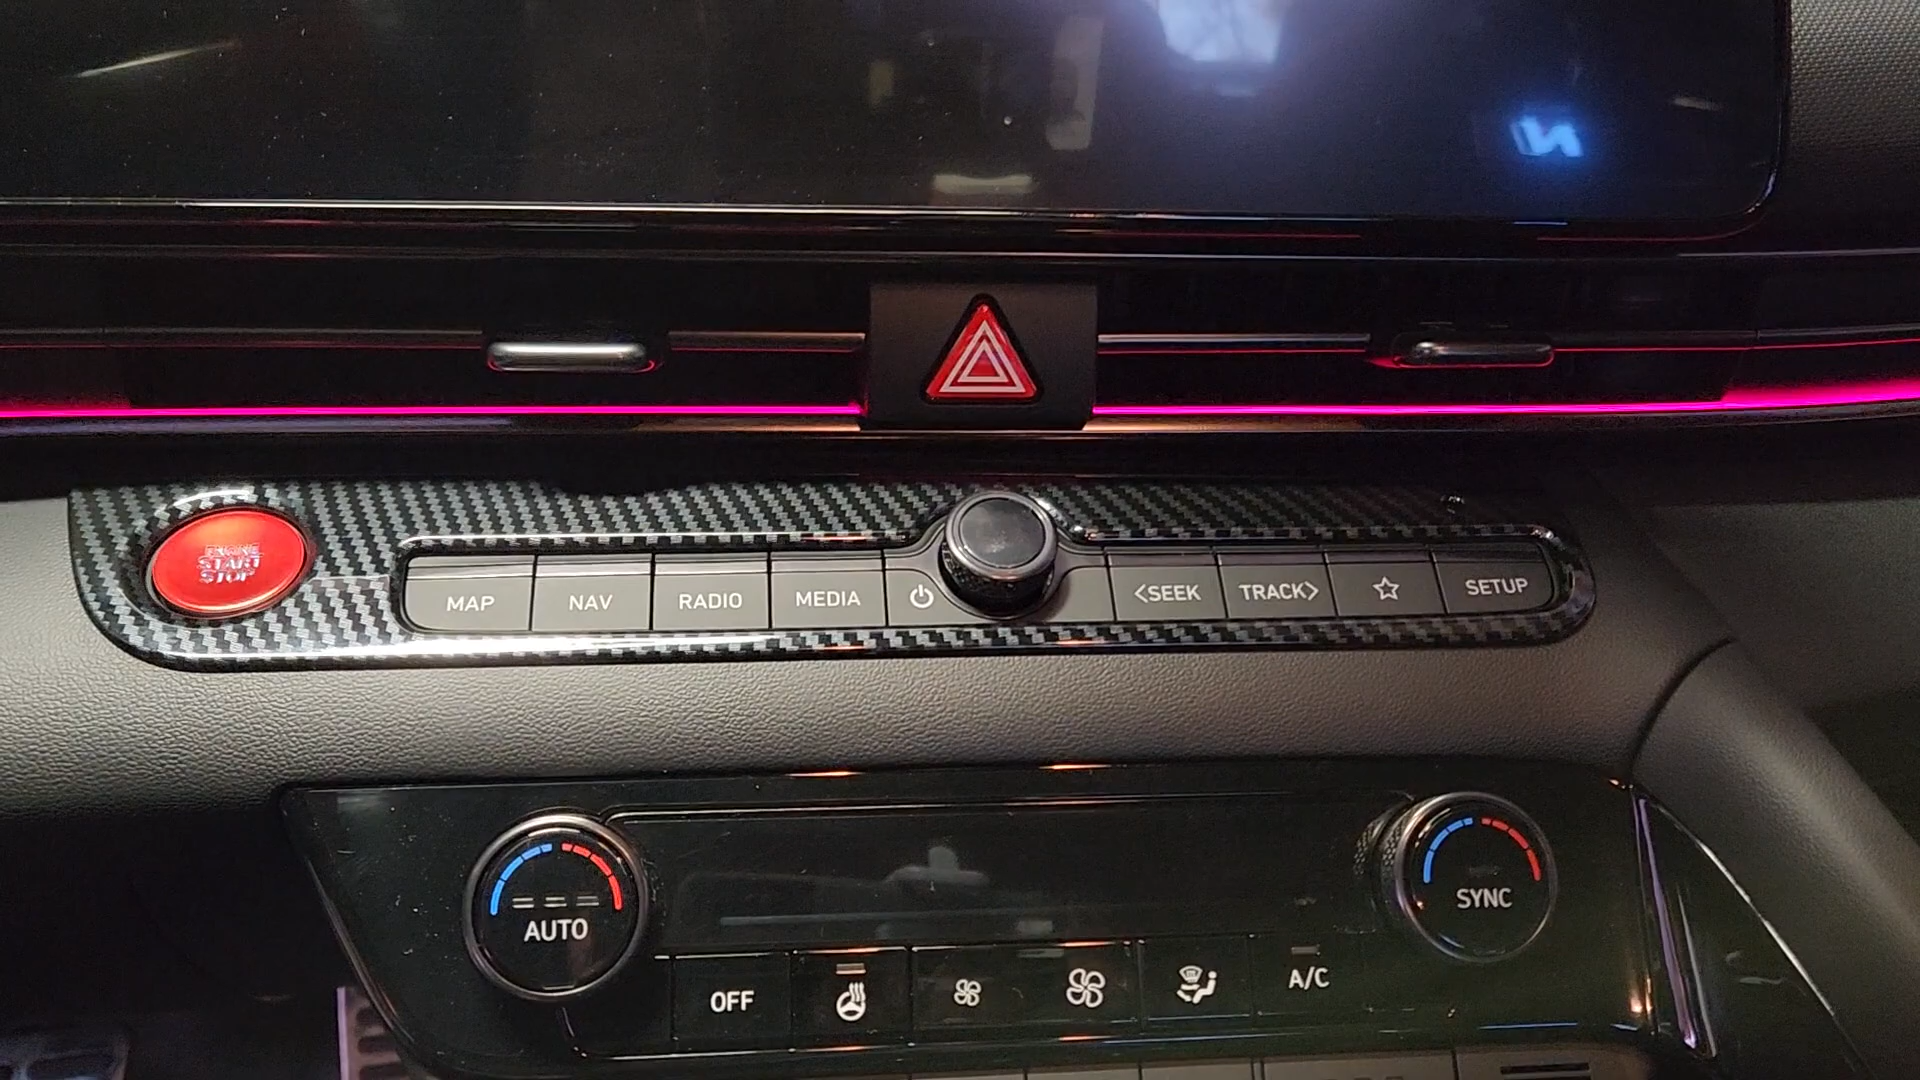 ENGINE
START
STOP
MAP
NAV
RADIO
MEDIA
<SEEK
TRACK>
SETUP
AUTO
SYNC
OFF
A/C